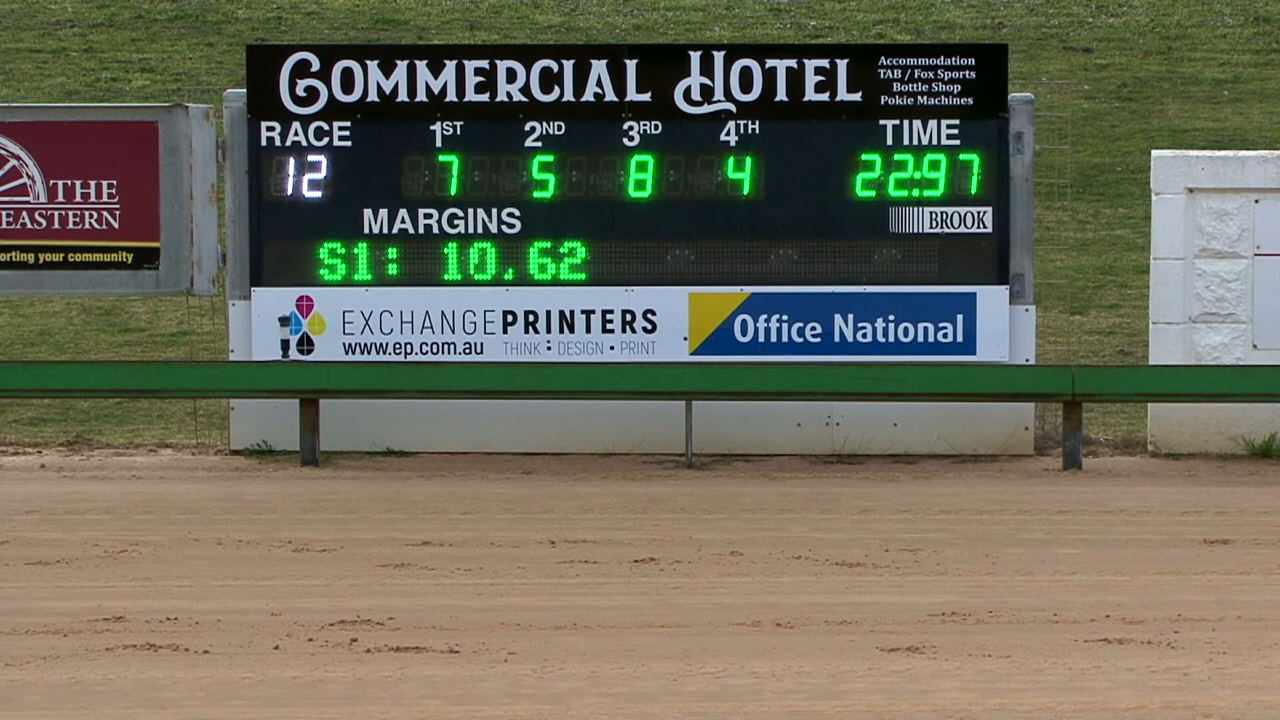 COMMERCIAL HOTEL
Accommodation
TAB / Fox Sports
Bottle Shop
Pokie Machines
RACE 1ST 2ND 3RD 4TH TIME
12 7 5 8 4 22:97
MARGINS
BROOK
S1: 10.62
EXCHANGEPRINTERS
www.ep.com.au THINK : DESIGN • PRINT
Office National
THE
EASTERN
orting your community